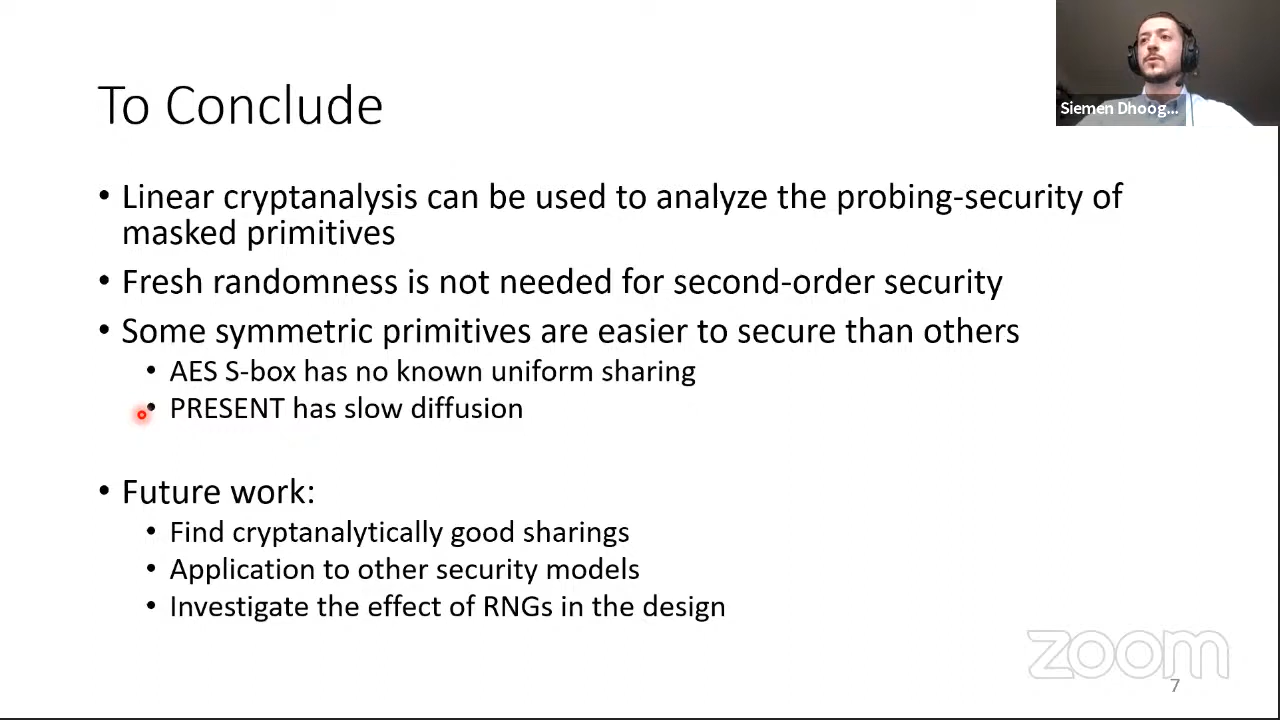 Siemen Dhoog...
To Conclude
• Linear cryptanalysis can be used to analyze the probing-security of
masked primitives
• Fresh randomness is not needed for second-order security
• Some symmetric primitives are easier to secure than others
• AES S-box has no known uniform sharing
• PRESENT has slow diffusion
• Future work:
• Find cryptanalytically good sharings
• Application to other security models
• Investigate the effect of RNGs in the design
zoom
7